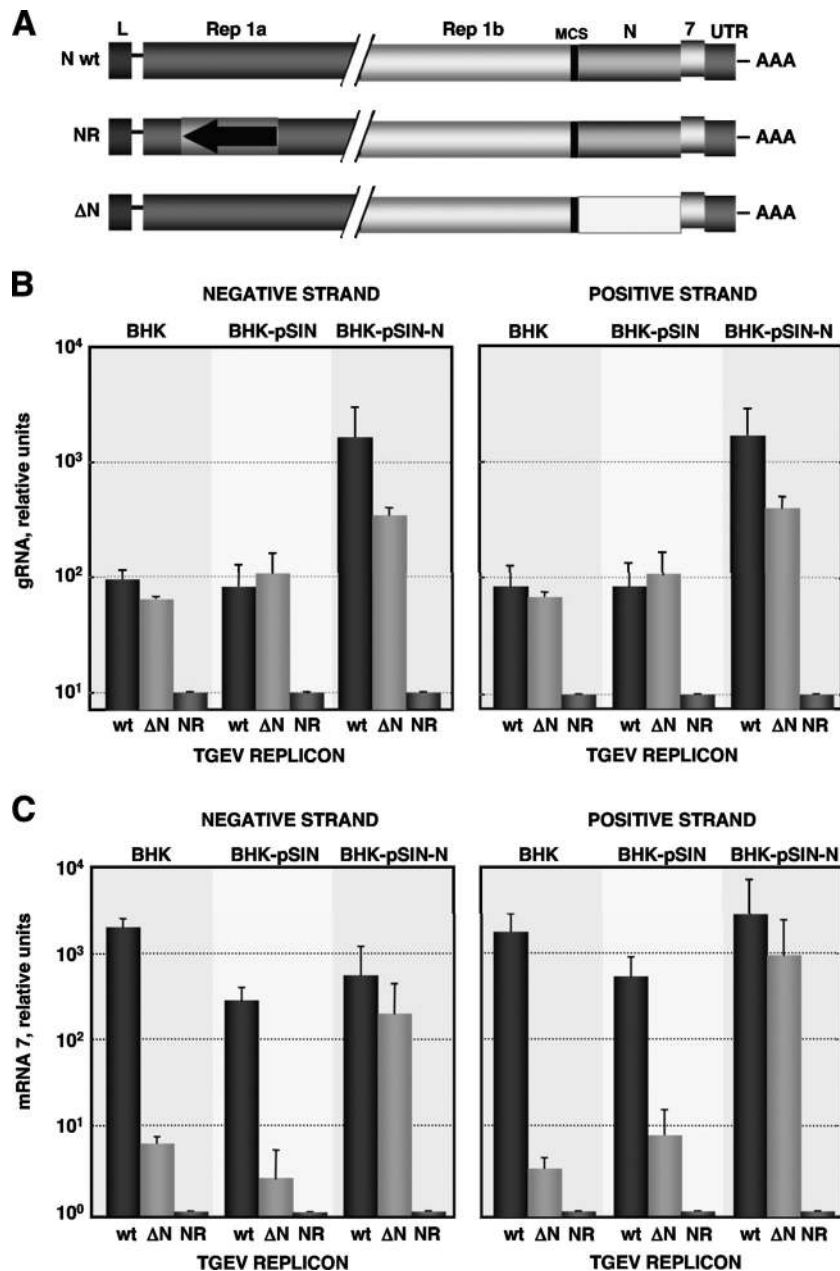 A
L Rep 1a Rep 1b MCS N 7 UTR
N wt AAA
NR AAA
ΔN AAA
B
NEGATIVE STRAND POSITIVE STRAND
BHK BHK-pSIN BHK-pSIN-N BHK BHK-pSIN BHK-pSIN-N
gRNA, relative units
10⁴
10³
10²
10¹
wt ΔN NR wt ΔN NR wt ΔN NR wt ΔN NR wt ΔN NR wt ΔN NR
TGEV REPLICON TGEV REPLICON
C
NEGATIVE STRAND POSITIVE STRAND
BHK BHK-pSIN BHK-pSIN-N BHK BHK-pSIN BHK-pSIN-N
mRNA 7, relative units
10⁴
10³
10²
10¹
10⁰
wt ΔN NR wt ΔN NR wt ΔN NR wt ΔN NR wt ΔN NR wt ΔN NR
TGEV REPLICON TGEV REPLICON